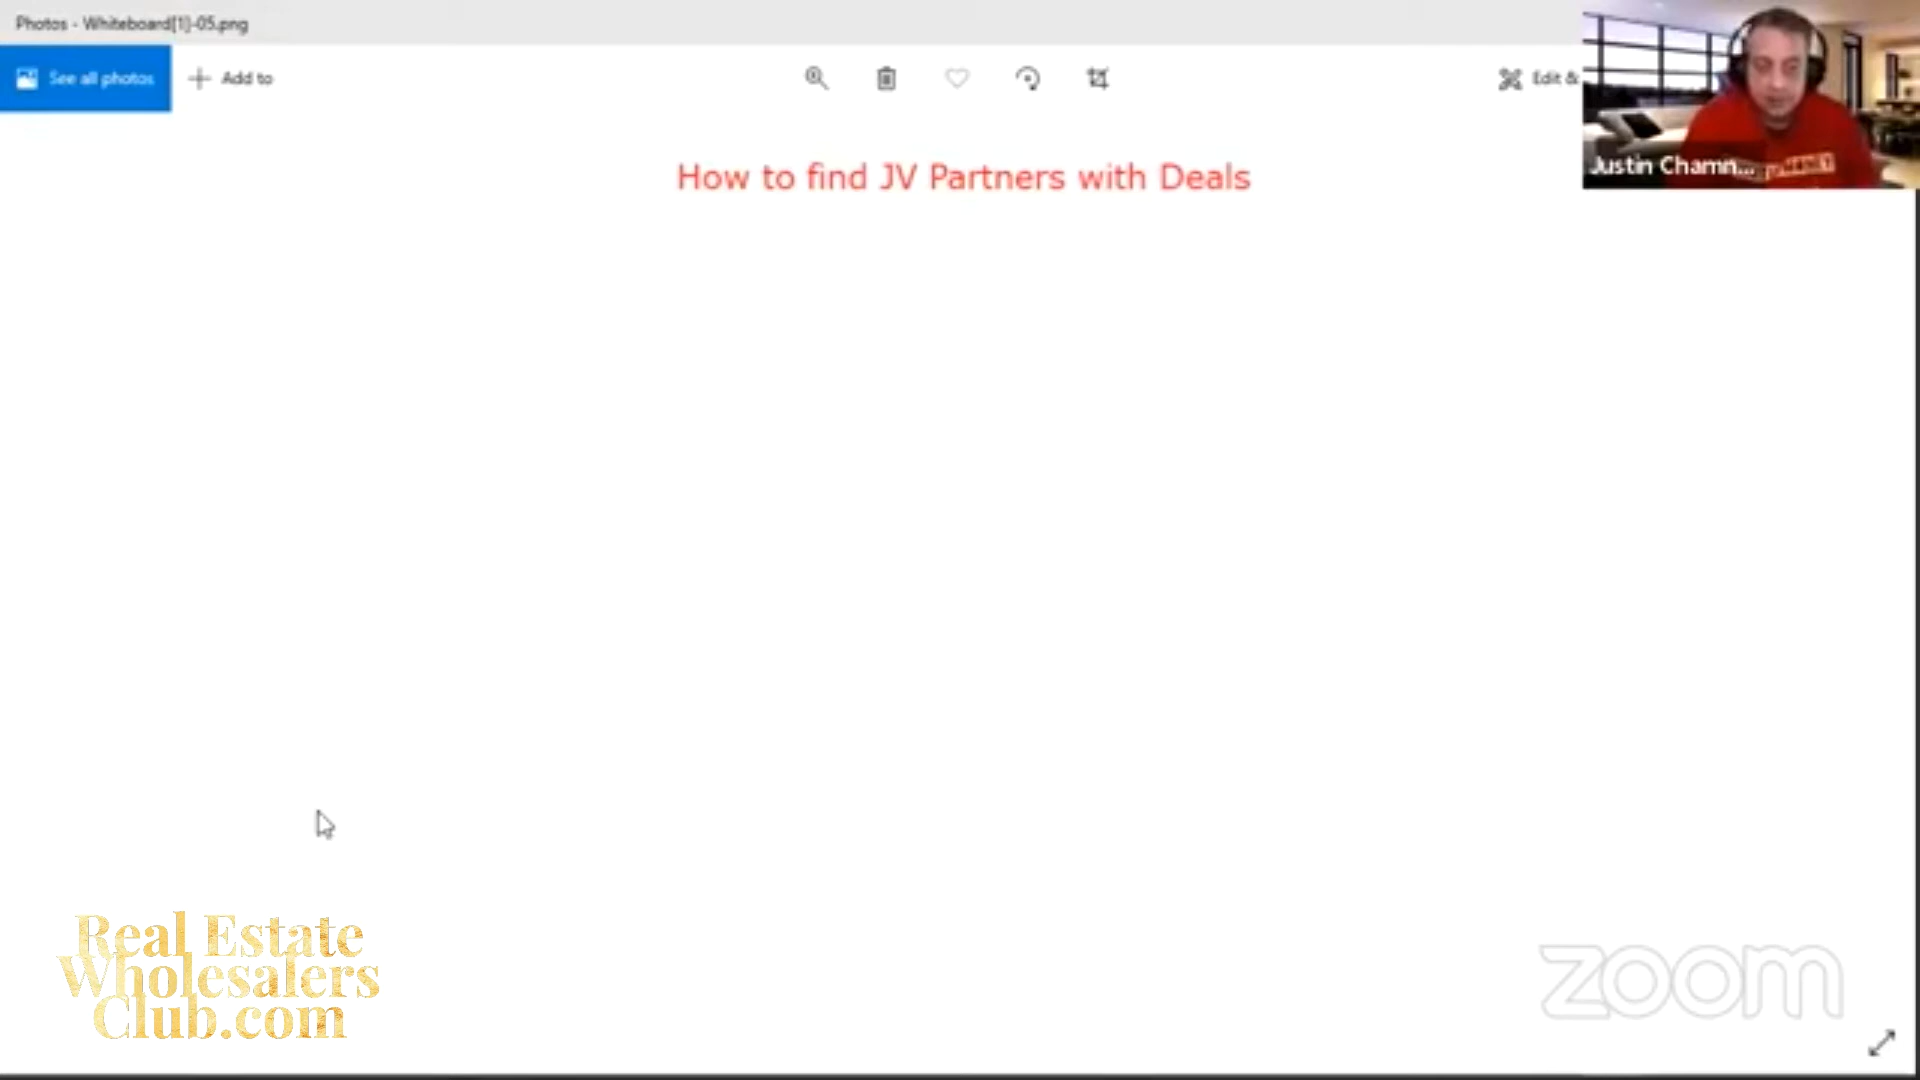 Photos - Whiteboard[1]-05.png
See all photos
Add to
Edit &
Justin Chamn...
How to find JV Partners with Deals
Real Estate
Wholesalers
Club.com
zoom